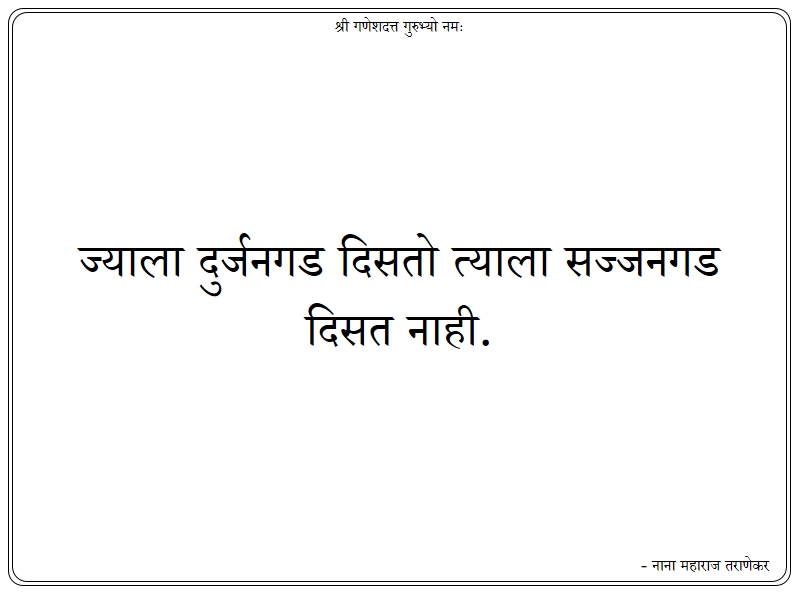 श्री गणेशदत्त गुरुभ्यो नमः
ज्याला दुर्जनगड दिसतो त्याला सज्जनगड
दिसत नाही.
- नाना महाराज तराणेकर